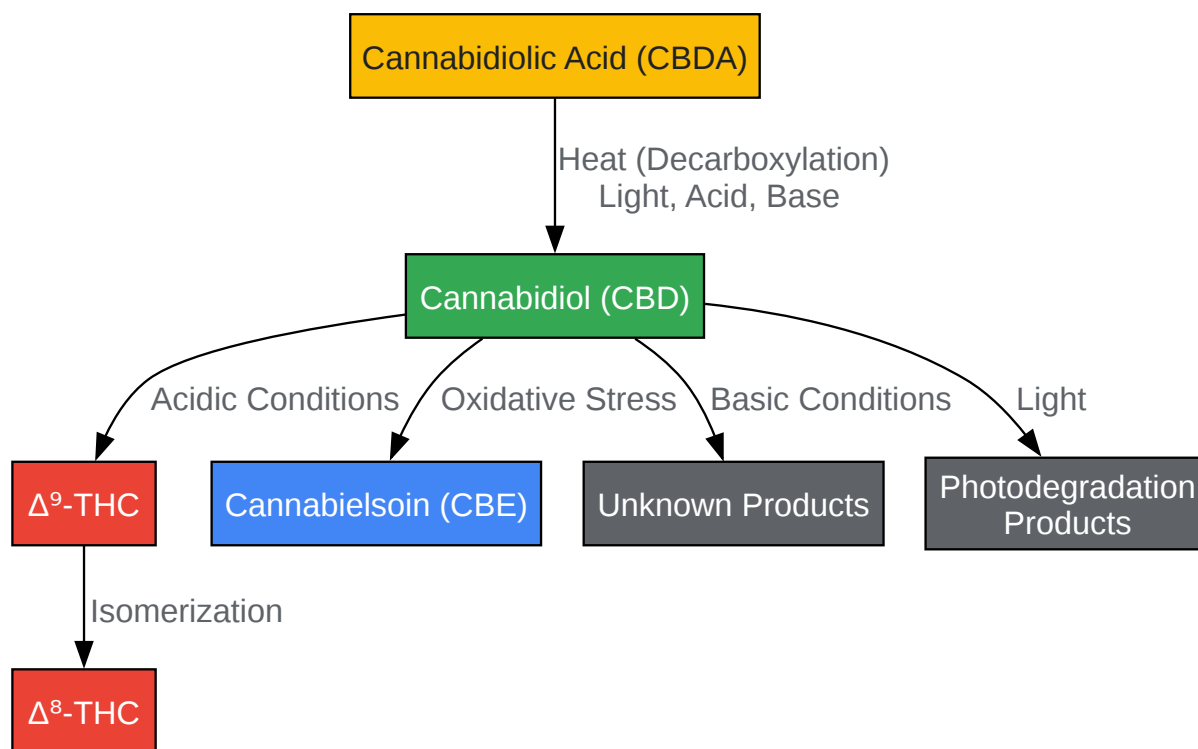 Cannabidiolic Acid (CBDA)
Heat (Decarboxylation)
Light, Acid, Base
Cannabidiol (CBD)
Acidic Conditions
Oxidative Stress
Basic Conditions
Light
Δ⁹-THC
Cannabielsoin (CBE)
Unknown Products
Photodegradation
Products
Isomerization
Δ⁸-THC